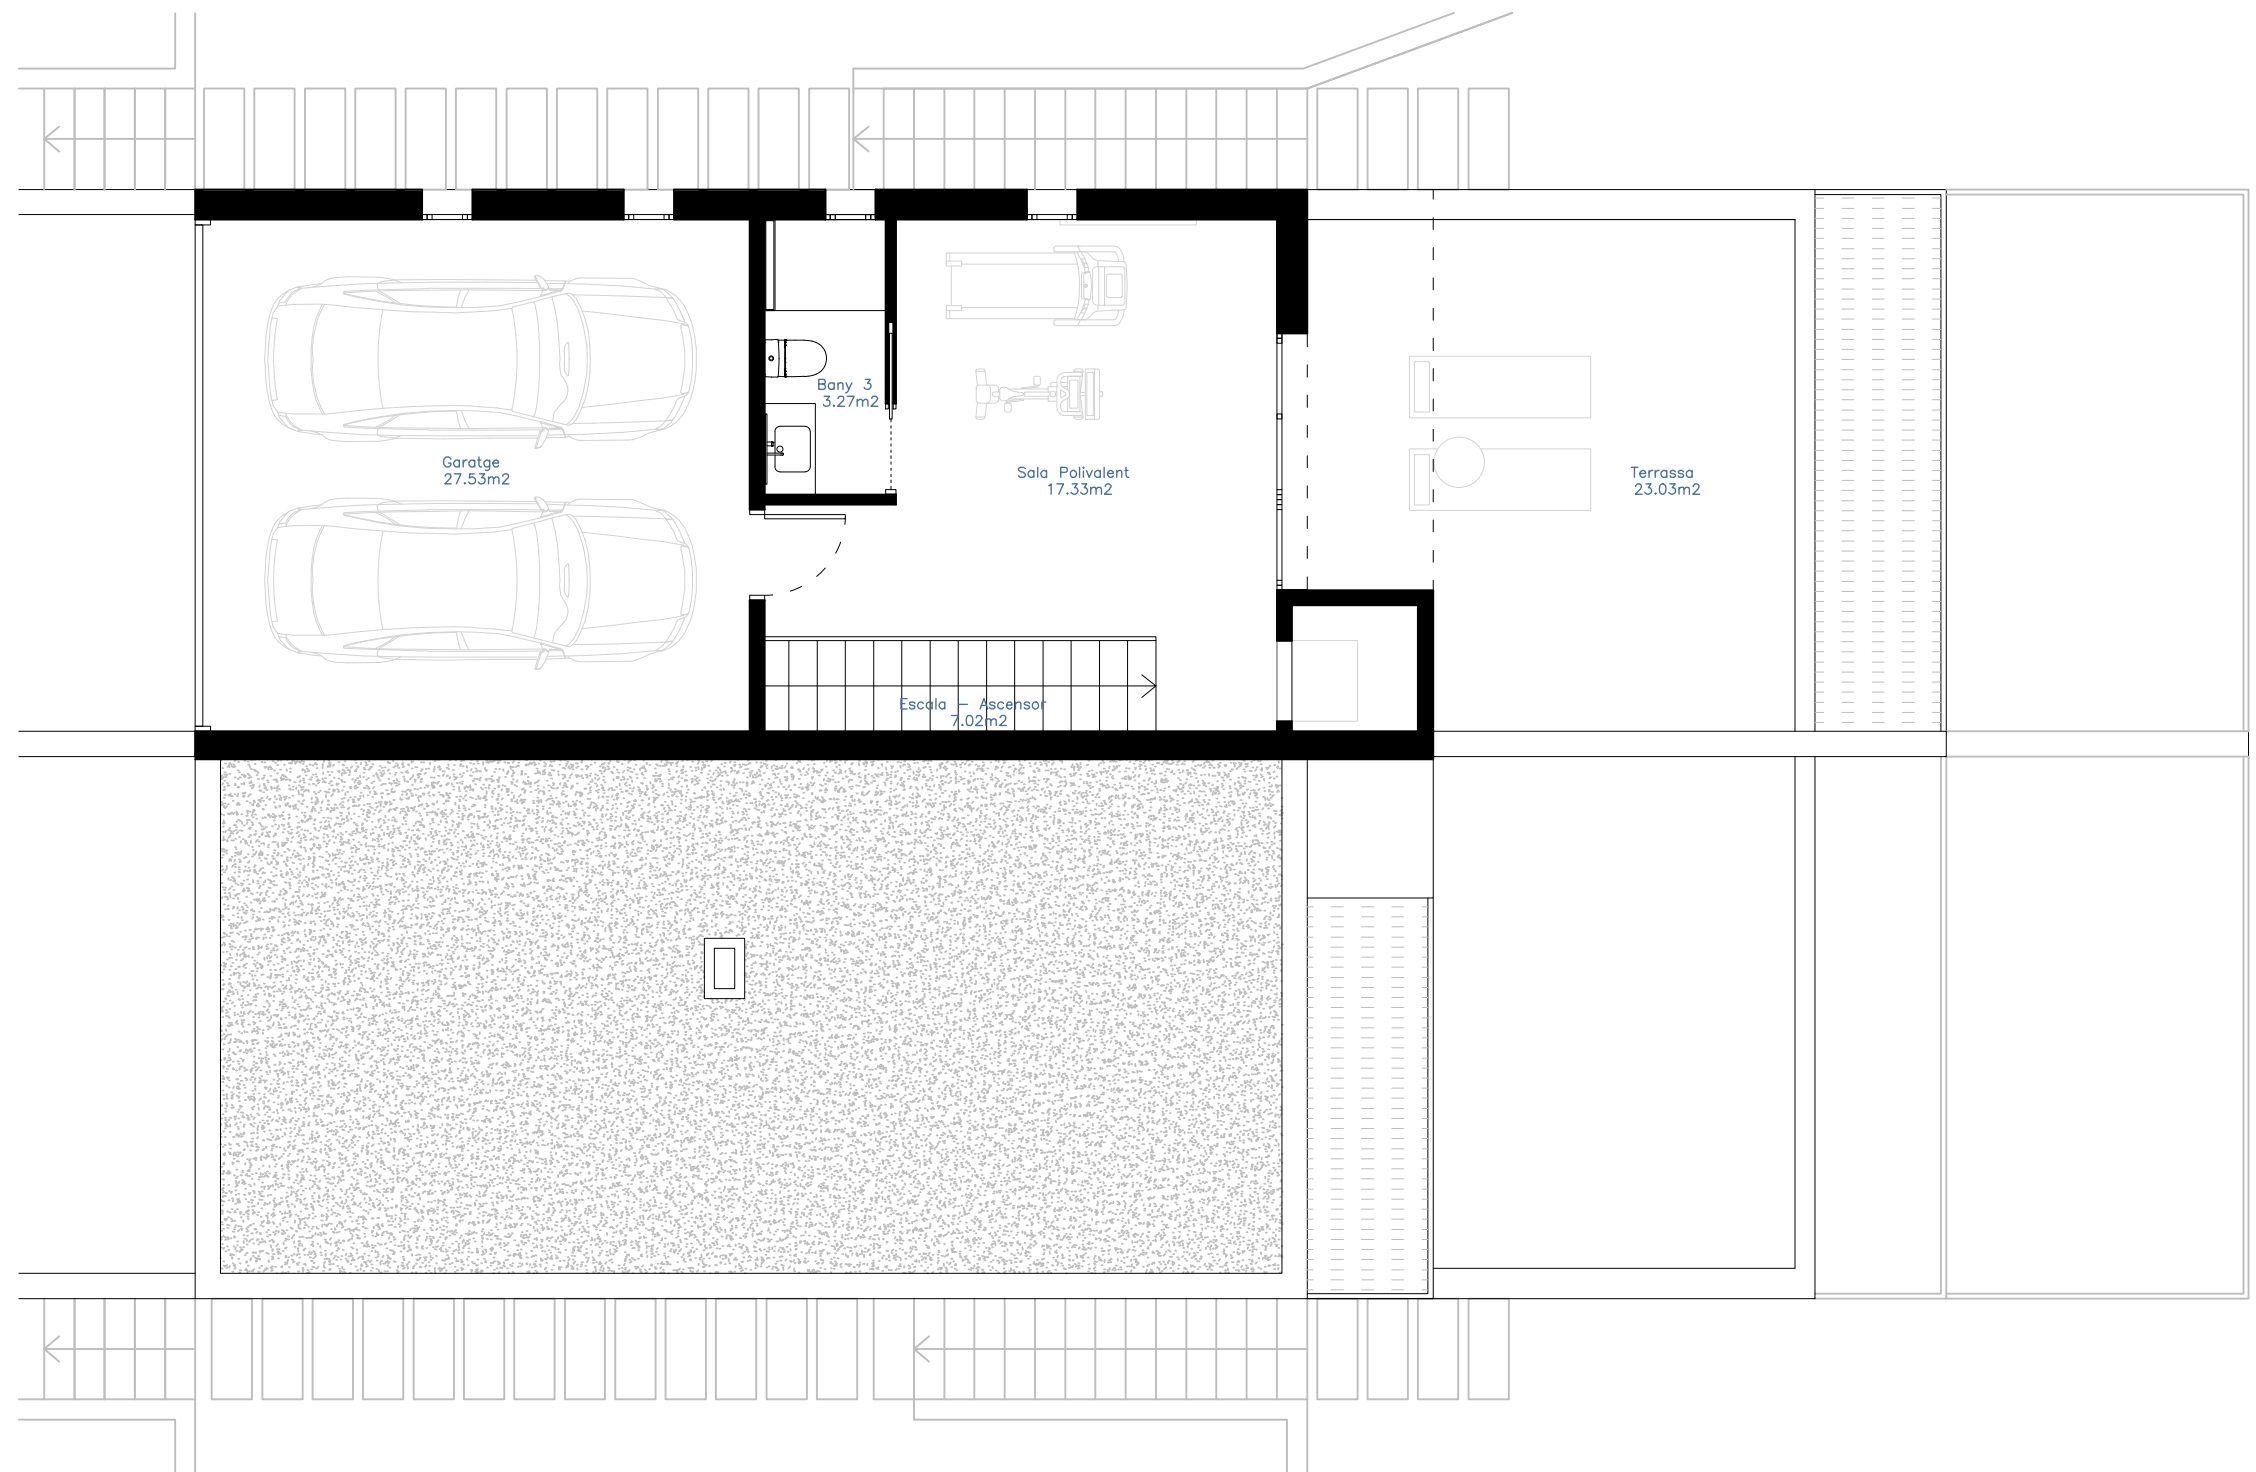 Bany 3
3.27m2
Garatge
27.53m2
Sala Polivalent
17.33m2
Terrassa
23.03m2
Escala - Ascensor
7.02m2